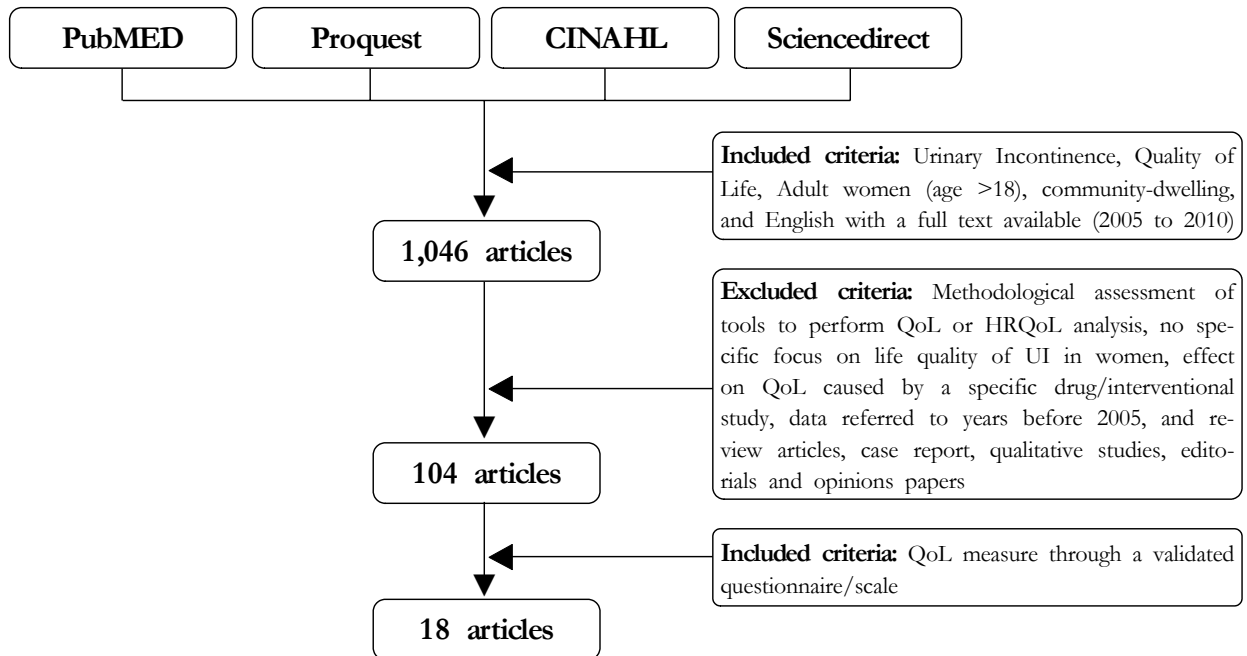 PubMED
Proquest
CINAHL
Sciencedirect
Included criteria: Urinary Incontinence, Quality of
Life, Adult women (age >18), community-dwelling,
and English with a full text available (2005 to 2010)
1,046 articles
Excluded criteria: Methodological assessment of
tools to perform QoL or HRQoL analysis, no spe-
cific focus on life quality of UI in women, effect
on QoL caused by a specific drug/interventional
study, data referred to years before 2005, and re-
view articles, case report, qualitative studies, edito-
rials and opinions papers
104 articles
Included criteria: QoL measure through a validated
questionnaire/scale
18 articles